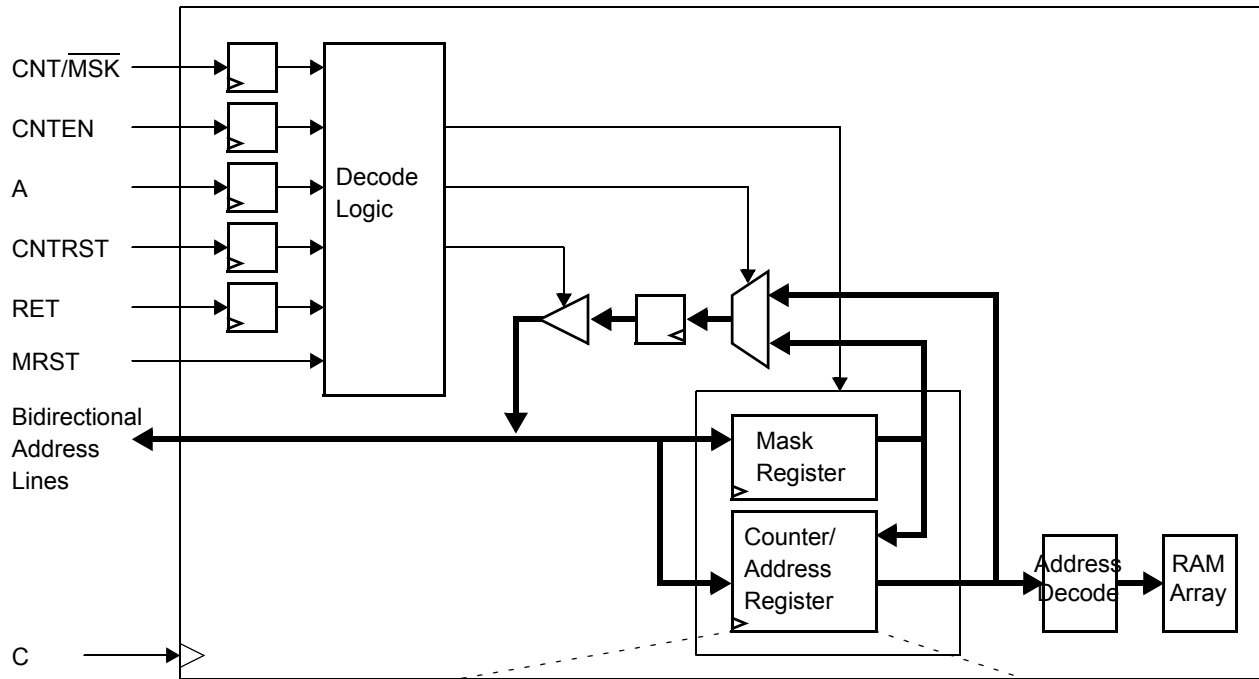 CNT/M̅S̅K̅
CNTEN
A
CNTRST
RET
MRST
Bidirectional
Address
Lines
C
Decode
Logic
Mask
Register
Counter/
Address
Register
Address
Decode
RAM
Array